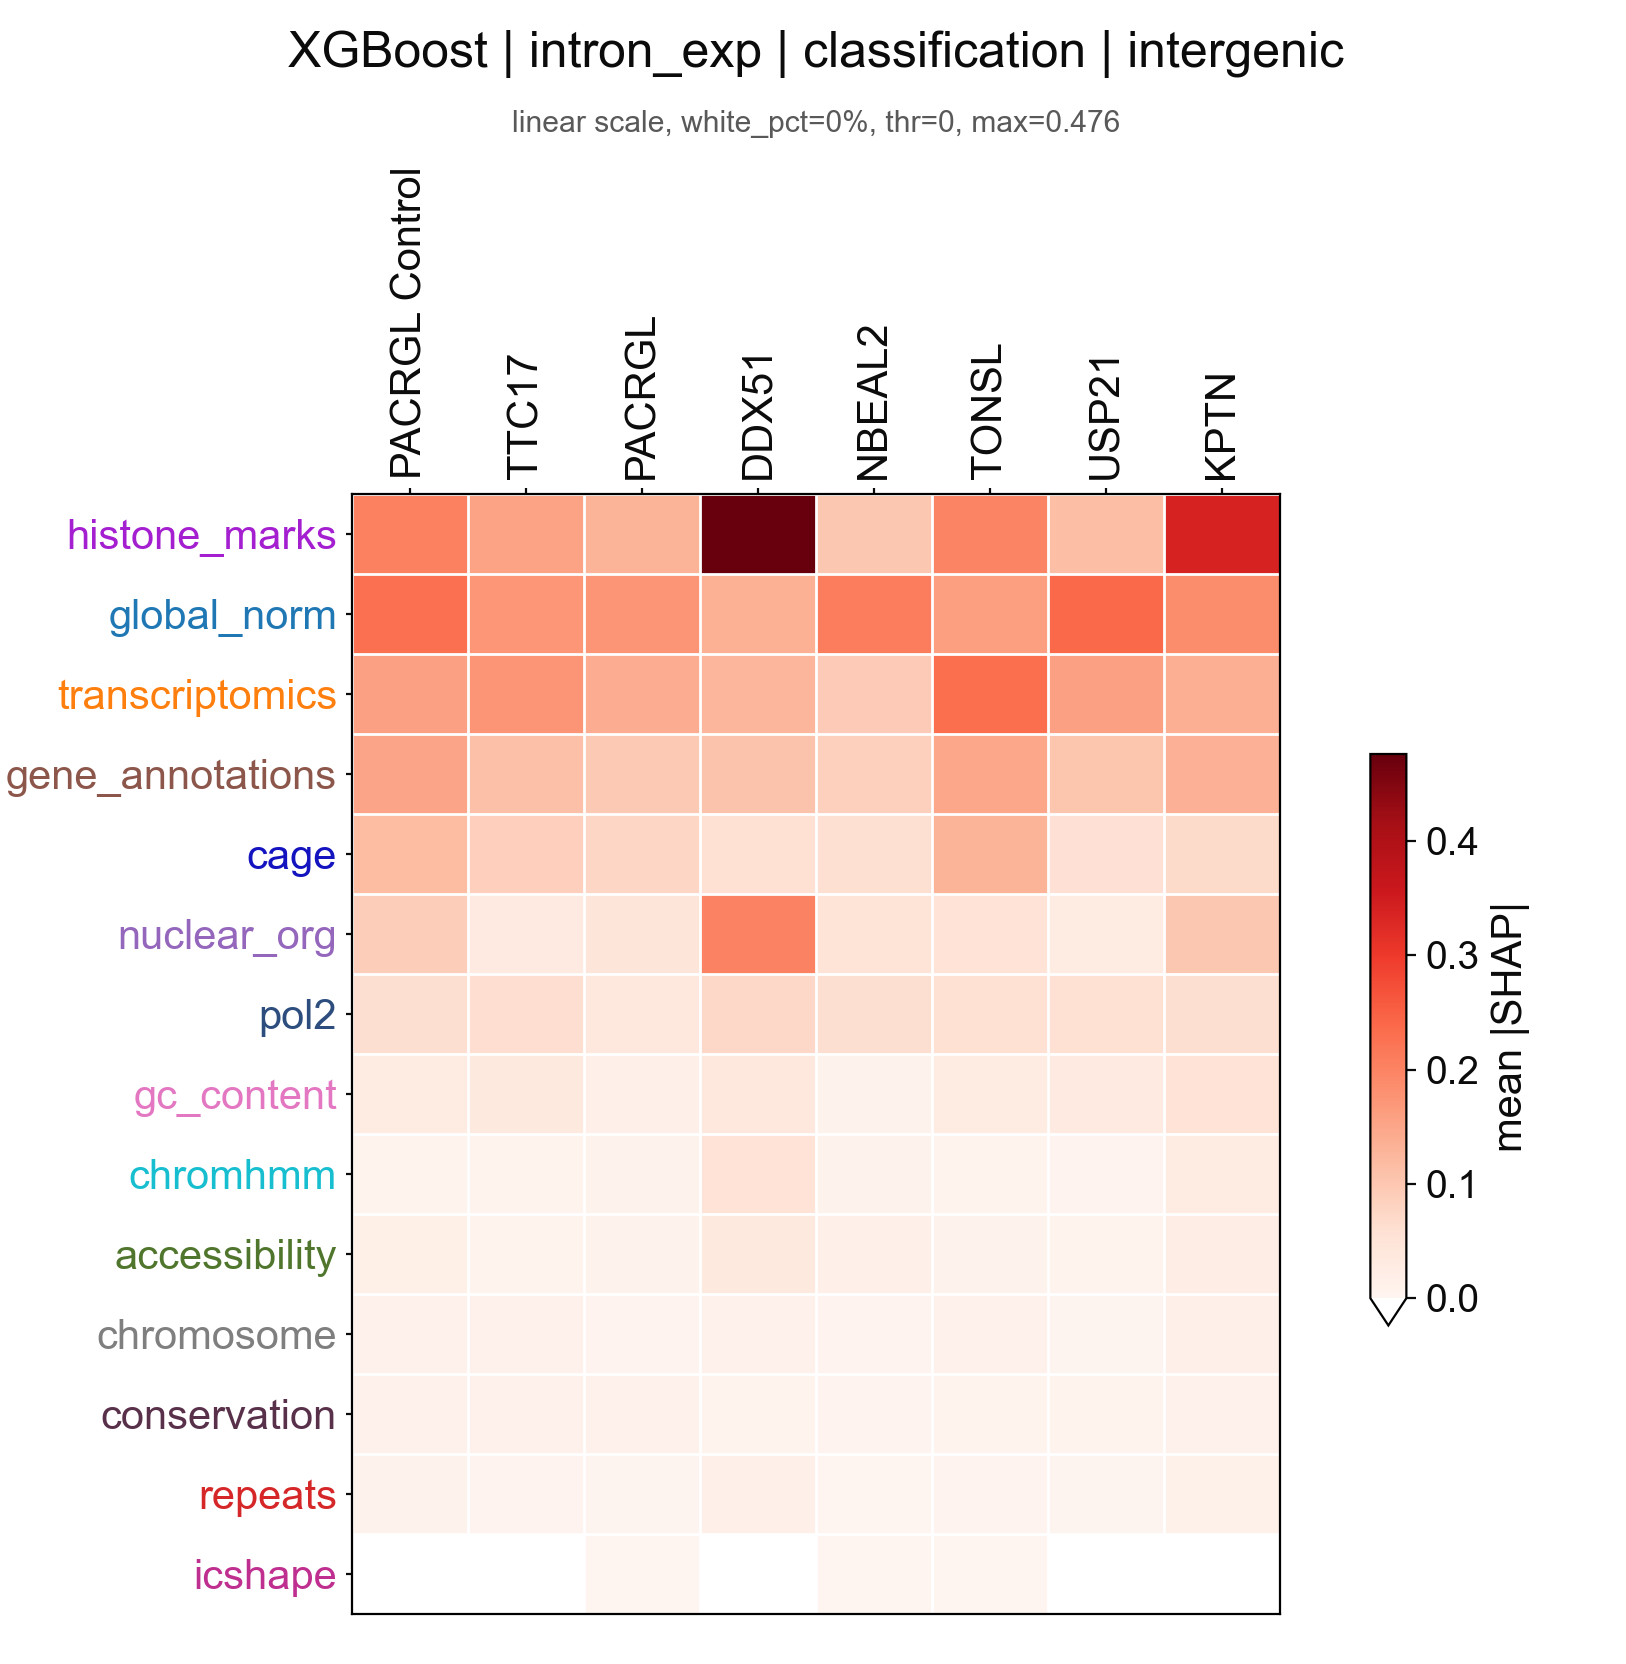 XGBoost | intron_exp | classification | intergenic
linear scale, white_pct=0%, thr=0, max=0.476
PACRGL Control
TTC17
PACRGL
DDX51
NBEAL2
TONSL
USP21
KPTN
histone_marks
global_norm
transcriptomics
gene_annotations
cage
nuclear_org
pol2
gc_content
chromhmm
accessibility
chromosome
conservation
repeats
icshape
0.4
0.3
0.2
0.1
0.0
mean |SHAP|